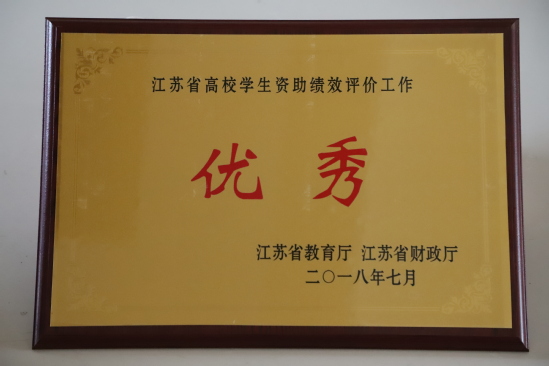 江苏省高校学生资助绩效评价工作
优秀
江苏省教育厅 江苏省财政厅
二〇一八年七月